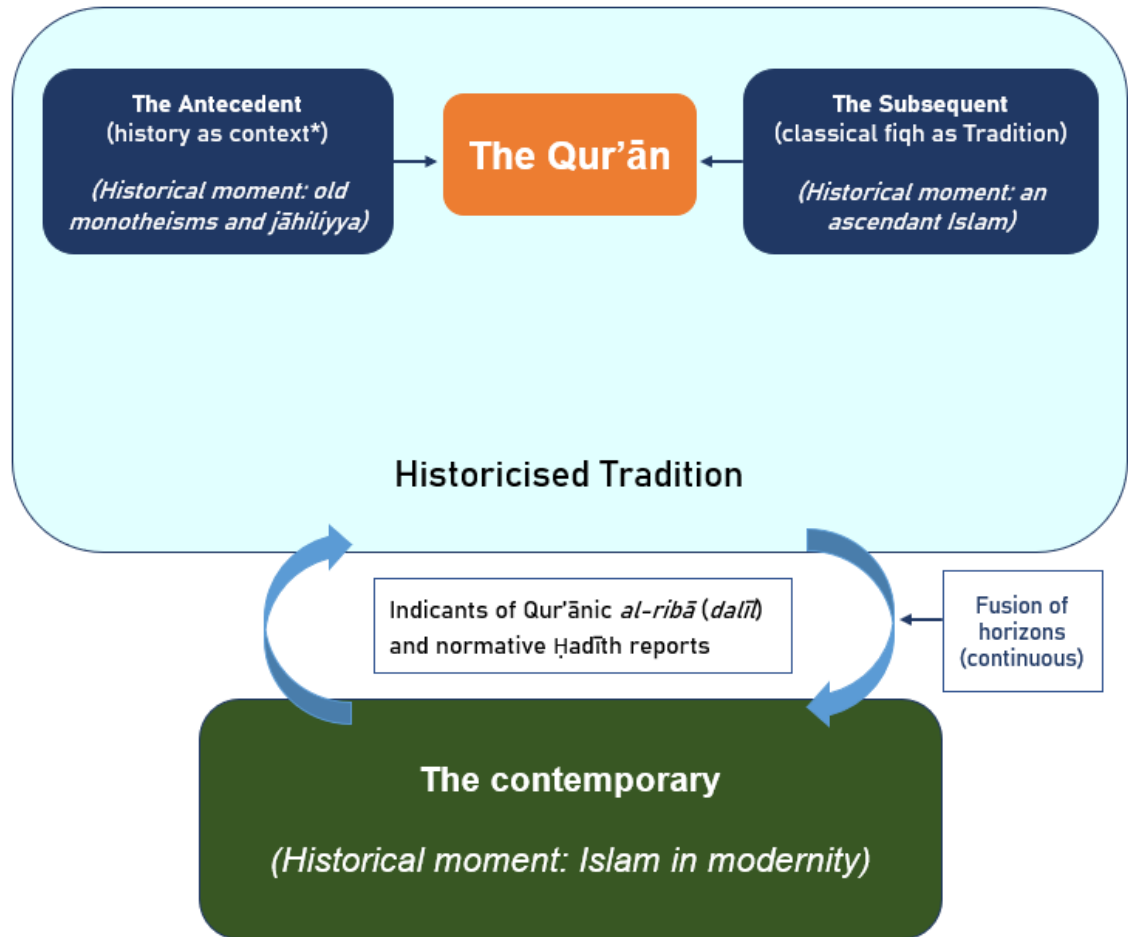 The Antecedent
(history as context*)
(Historical moment: old
monotheisms and jāhiliyya)
The Qur’ān
The Subsequent
(classical fiqh as Tradition)
(Historical moment: an
ascendant Islam)
Historicised Tradition
Indicants of Qur’ānic al-ribā (dalīl)
and normative Ḥadīth reports
Fusion of
horizons
(continuous)
The contemporary
(Historical moment: Islam in modernity)